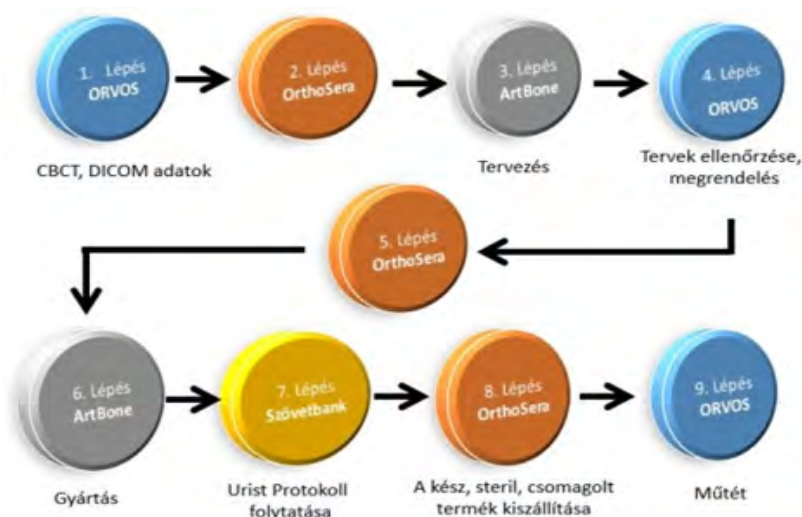 1. Lépés
ORVOS
2. Lépés
OrthoSera
3. Lépés
ArtBone
4. Lépés
ORVOS
CBCT, DICOM adatok
Tervezés
Tervek ellenőrzése,
megrendelés
5. Lépés
OrthoSera
6. Lépés
ArtBone
7. Lépés
Szövetbank
8. Lépés
OrthoSera
9. Lépés
ORVOS
Gyártás
Urist Protokoll
folytatása
A kész, steril, csomagolt
termék kiszállítása
Műtét